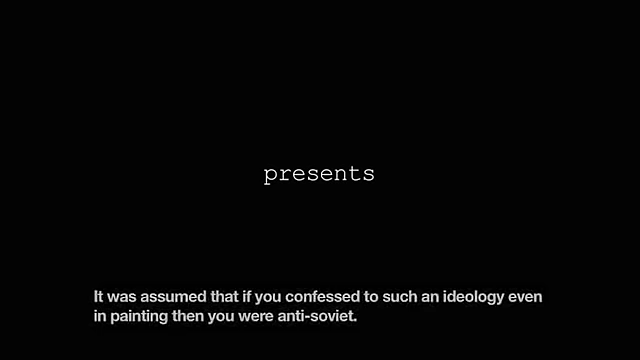 presents
It was assumed that if you confessed to such an ideology even
in painting then you were anti-soviet.